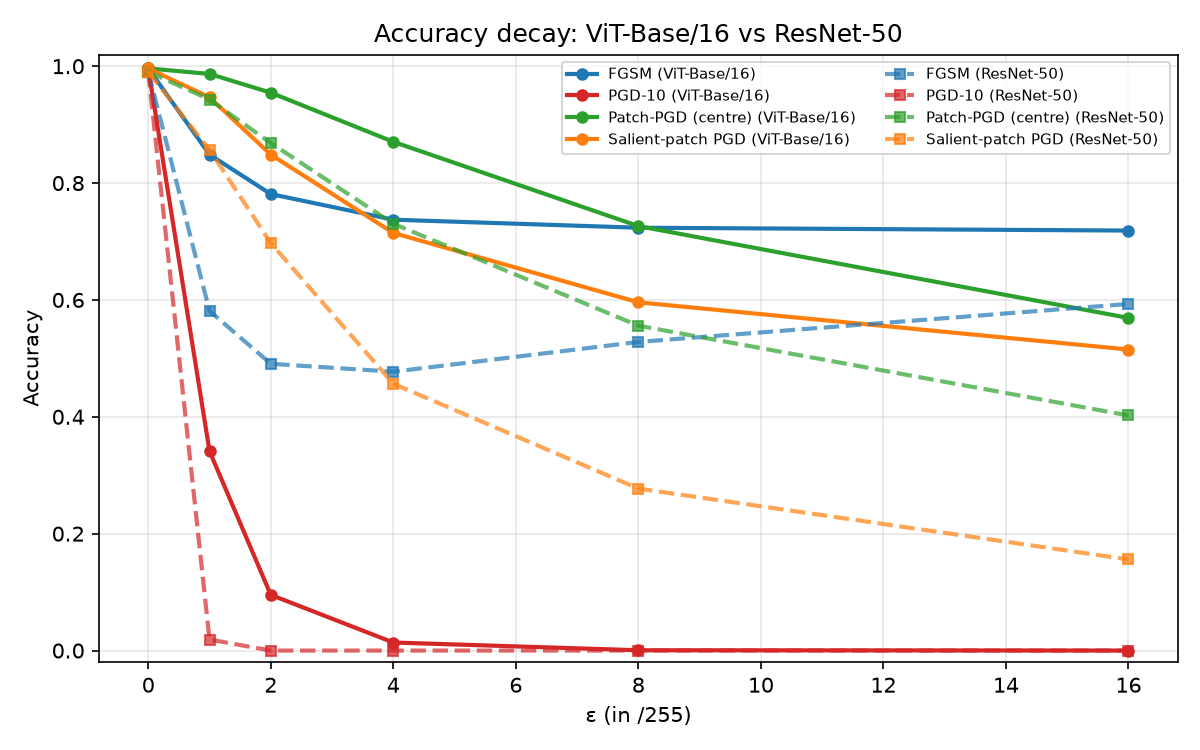 Accuracy decay: ViT-Base/16 vs ResNet-50
FGSM (ViT-Base/16)
PGD-10 (ViT-Base/16)
Patch-PGD (centre) (ViT-Base/16)
Salient-patch PGD (ViT-Base/16)
FGSM (ResNet-50)
PGD-10 (ResNet-50)
Patch-PGD (centre) (ResNet-50)
Salient-patch PGD (ResNet-50)
Accuracy
1.0
0.8
0.6
0.4
0.2
0.0
0 2 4 6 8 10 12 14 16
ε (in /255)